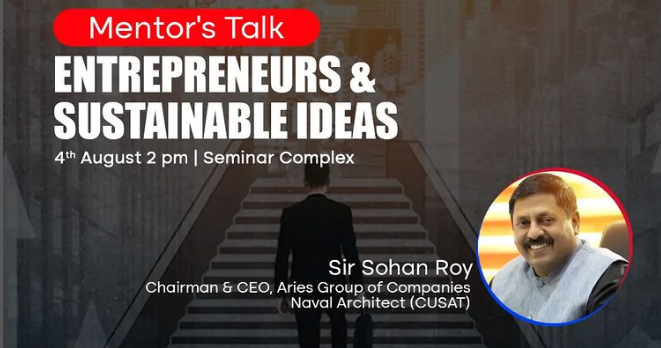 Mentor's Talk
ENTREPRENEURS &
SUSTAINABLE IDEAS
4th August 2 pm | Seminar Complex
Sir Sohan Roy
Chairman & CEO, Aries Group of Companies
Naval Architect (CUSAT)